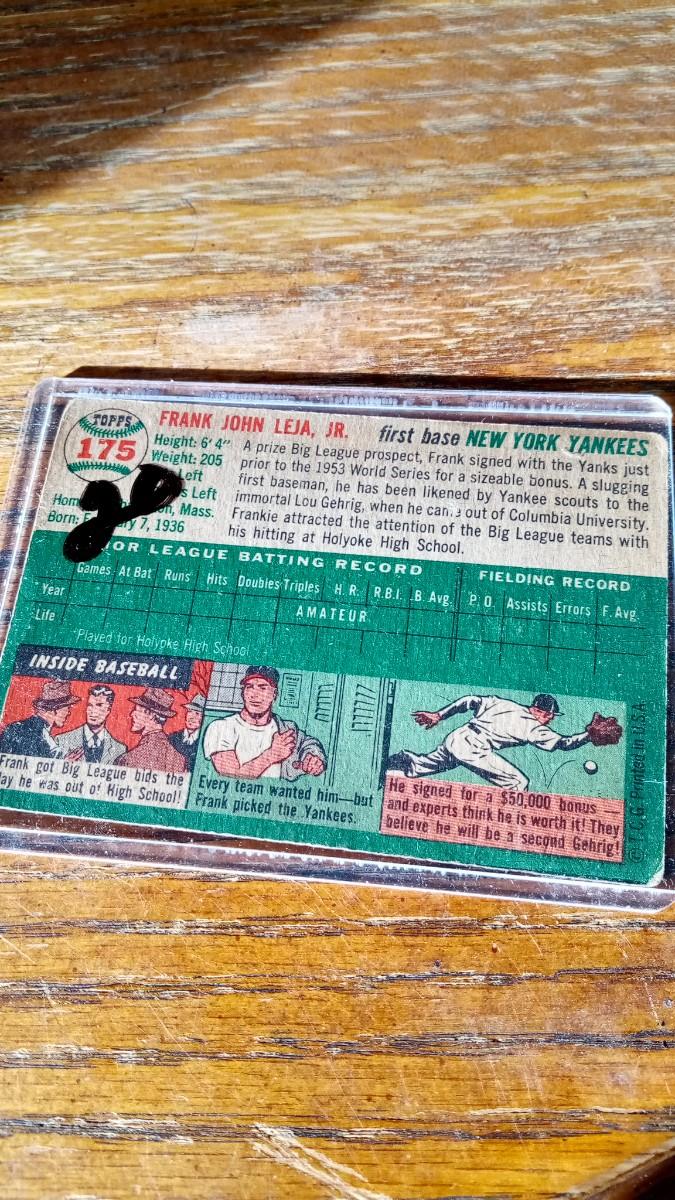 TOPPS
175
FRANK JOHN LEJA, JR.
first base NEW YORK YANKEES
Height: 6' 4"
Weight: 205
Left
Left
Mass.
Born: 7, 1936
A prize Big League prospect, Frank signed with the Yanks just
prior to the 1953 World Series for a sizeable bonus. A slugging
first baseman, he has been likened by Yankee scouts to the
immortal Lou Gehrig, when he came out of Columbia University.
Frankie attracted the attention of the Big League teams with
his hitting at Holyoke High School.
LEAGUE BATTING RECORD
FIELDING RECORD
Games At Bat Runs Hits Doubles Triples H. R. R.B.I. B. Avg. P. O. Assists Errors F. Avg.
Year
AMATEUR
Life
*Played for Holyoke High School
INSIDE BASEBALL
Frank got Big League bids the
day he was out of High School!
Every team wanted him—but
Frank picked the Yankees.
He signed for a $50,000 bonus
and experts think he is worth it! They
believe he will be a second Gehrig!
© T. C. G. Printed in U.S.A.